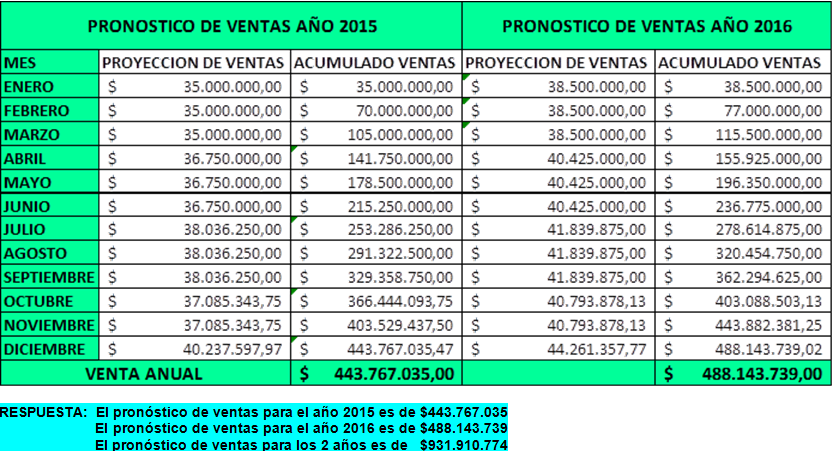 PRONOSTICO DE VENTAS AÑO 2015 PRONOSTICO DE VENTAS AÑO 2016
MES PROYECCION DE VENTAS ACUMULADO VENTAS PROYECCION DE VENTAS ACUMULADO VENTAS
ENERO $ 35.000.000,00 $ 35.000.000,00 $ 38.500.000,00 $ 38.500.000,00
FEBRERO $ 35.000.000,00 $ 70.000.000,00 $ 38.500.000,00 $ 77.000.000,00
MARZO $ 35.000.000,00 $ 105.000.000,00 $ 38.500.000,00 $ 115.500.000,00
ABRIL $ 36.750.000,00 $ 141.750.000,00 $ 40.425.000,00 $ 155.925.000,00
MAYO $ 36.750.000,00 $ 178.500.000,00 $ 40.425.000,00 $ 196.350.000,00
JUNIO $ 36.750.000,00 $ 215.250.000,00 $ 40.425.000,00 $ 236.775.000,00
JULIO $ 38.036.250,00 $ 253.286.250,00 $ 41.839.875,00 $ 278.614.875,00
AGOSTO $ 38.036.250,00 $ 291.322.500,00 $ 41.839.875,00 $ 320.454.750,00
SEPTIEMBRE $ 38.036.250,00 $ 329.358.750,00 $ 41.839.875,00 $ 362.294.625,00
OCTUBRE $ 37.085.343,75 $ 366.444.093,75 $ 40.793.878,13 $ 403.088.503,13
NOVIEMBRE $ 37.085.343,75 $ 403.529.437,50 $ 40.793.878,13 $ 443.882.381,25
DICIEMBRE $ 40.237.597,97 $ 443.767.035,47 $ 44.261.357,77 $ 488.143.739,02
VENTA ANUAL $ 443.767.035,00 $ 488.143.739,00
RESPUESTA: El pronóstico de ventas para el año 2015 es de $443.767.035
El pronóstico de ventas para el año 2016 es de $488.143.739
El pronóstico de ventas para los 2 años es de $931.910.774